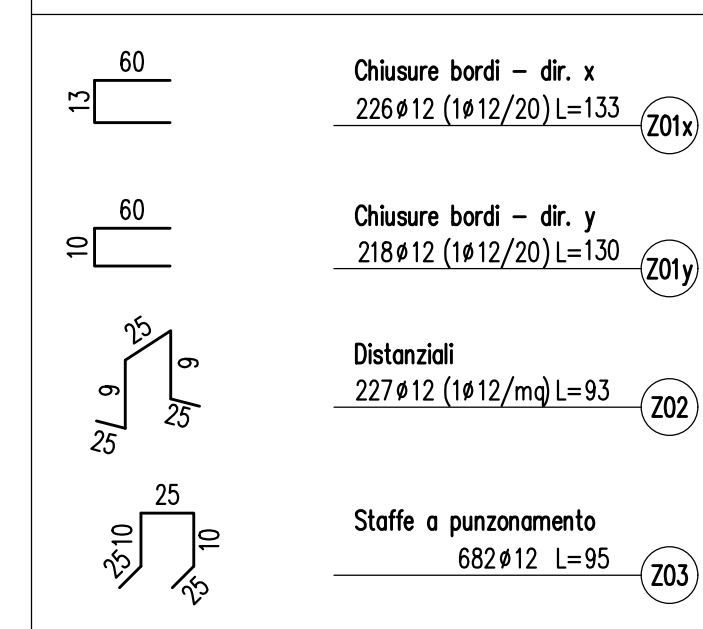 60
13
Chiusure bordi – dir. x
226ø12 (1ø12/20) L=133
Z01x
60
10
Chiusure bordi – dir. y
218ø12 (1ø12/20) L=130
Z01y
25
9
9
25
25
Distanziali
227ø12 (1ø12/mq) L=93
Z02
25
10
10
25
25
Staffe a punzonamento
682ø12 L=95
Z03